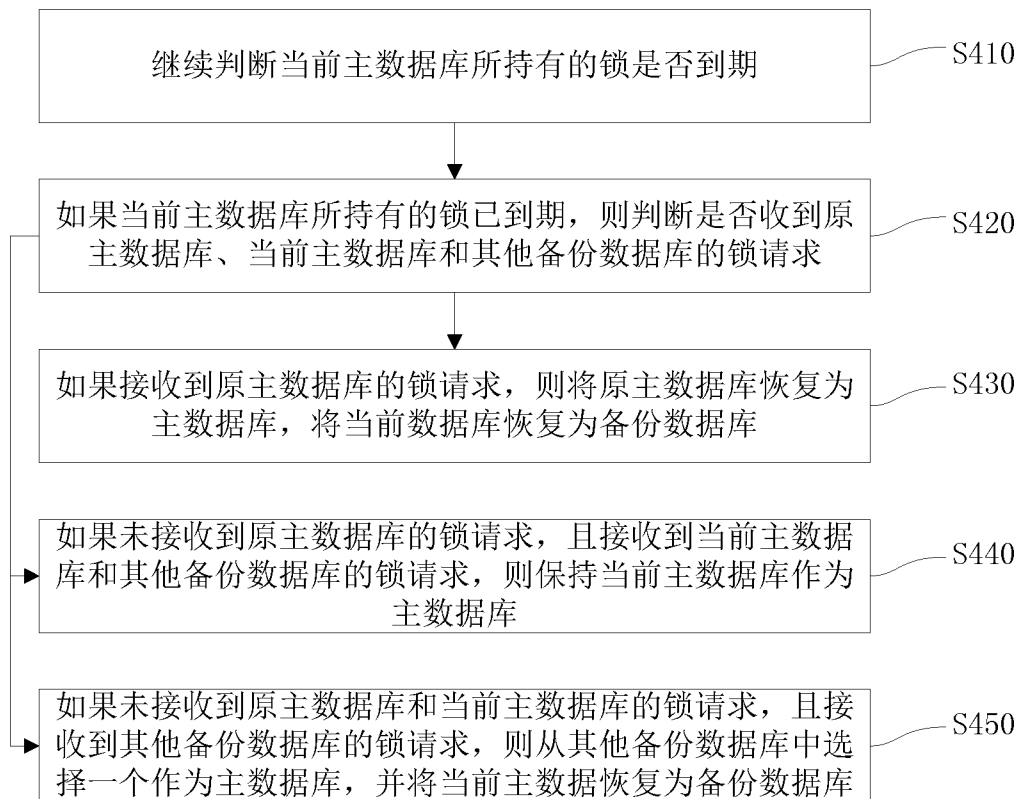 继续判断当前主数据库所持有的锁是否到期
S410
如果当前主数据库所持有的锁已到期，则判断是否收到原
主数据库、当前主数据库和其他备份数据库的锁请求
S420
如果接收到原主数据库的锁请求，则将原主数据库恢复为
主数据库，将当前数据库恢复为备份数据库
S430
如果未接收到原主数据库的锁请求，且接收到当前主数据
库和其他备份数据库的锁请求，则保持当前主数据库作为
主数据库
S440
如果未接收到原主数据库和当前主数据库的锁请求，且接
收到其他备份数据库的锁请求，则从其他备份数据库中选
择一个作为主数据库，并将当前主数据恢复为备份数据库
S450